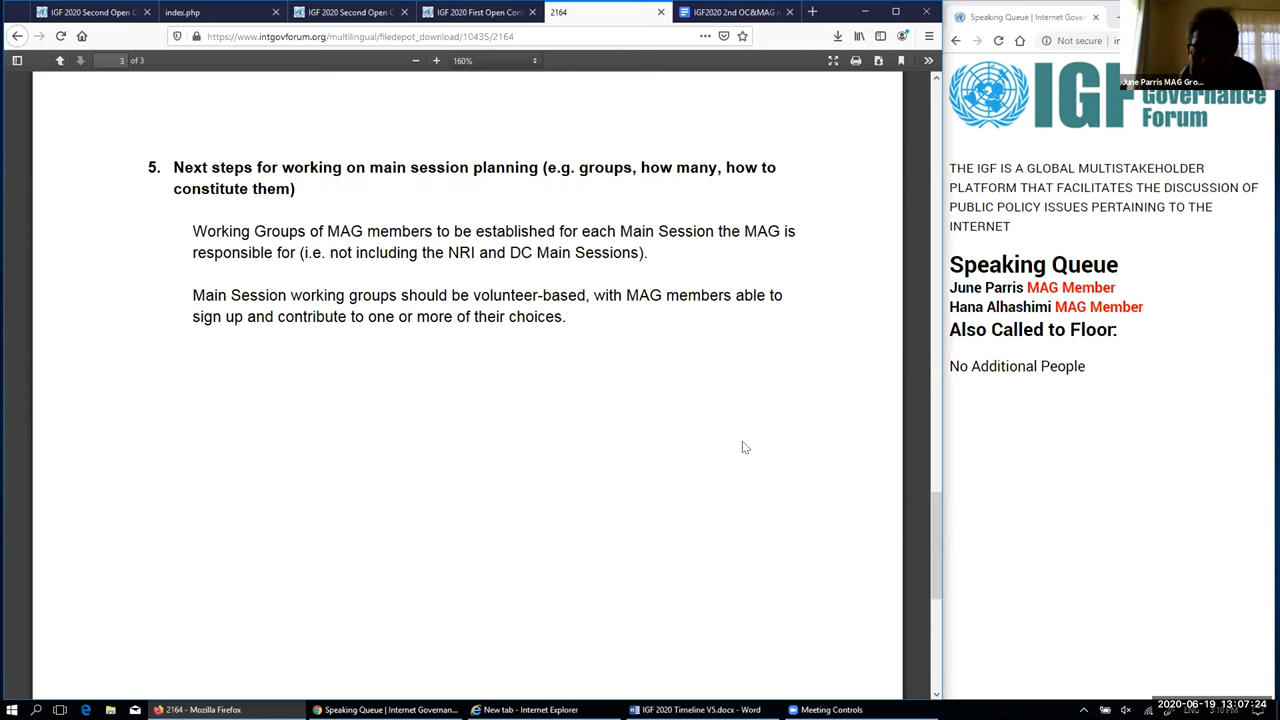 IGF 2020 Second Open C
index.php
IGF 2020 Second Open C
IGF 2020 First Open Con
2164
IGF2020 2nd OC&MAG n
https://www.intgovforum.org/multilingual/filedepot_download/10435/2164
3 of 3
160%
5. Next steps for working on main session planning (e.g. groups, how many, how to
constitute them)
Working Groups of MAG members to be established for each Main Session the MAG is
responsible for (i.e. not including the NRI and DC Main Sessions).
Main Session working groups should be volunteer-based, with MAG members able to
sign up and contribute to one or more of their choices.
Speaking Queue | Internet Gover
Not secure
June Parris MAG Gro...
IGF
Governance
Forum
THE IGF IS A GLOBAL MULTISTAKEHOLDER
PLATFORM THAT FACILITATES THE DISCUSSION OF
PUBLIC POLICY ISSUES PERTAINING TO THE
INTERNET
Speaking Queue
June Parris MAG Member
Hana Alhashimi MAG Member
Also Called to Floor:
No Additional People
2164 - Mozilla Firefox
Speaking Queue | Internet Governan...
New tab - Internet Explorer
IGF 2020 Timeline V5.docx - Word
Meeting Controls
2020-06-19 13:07:24